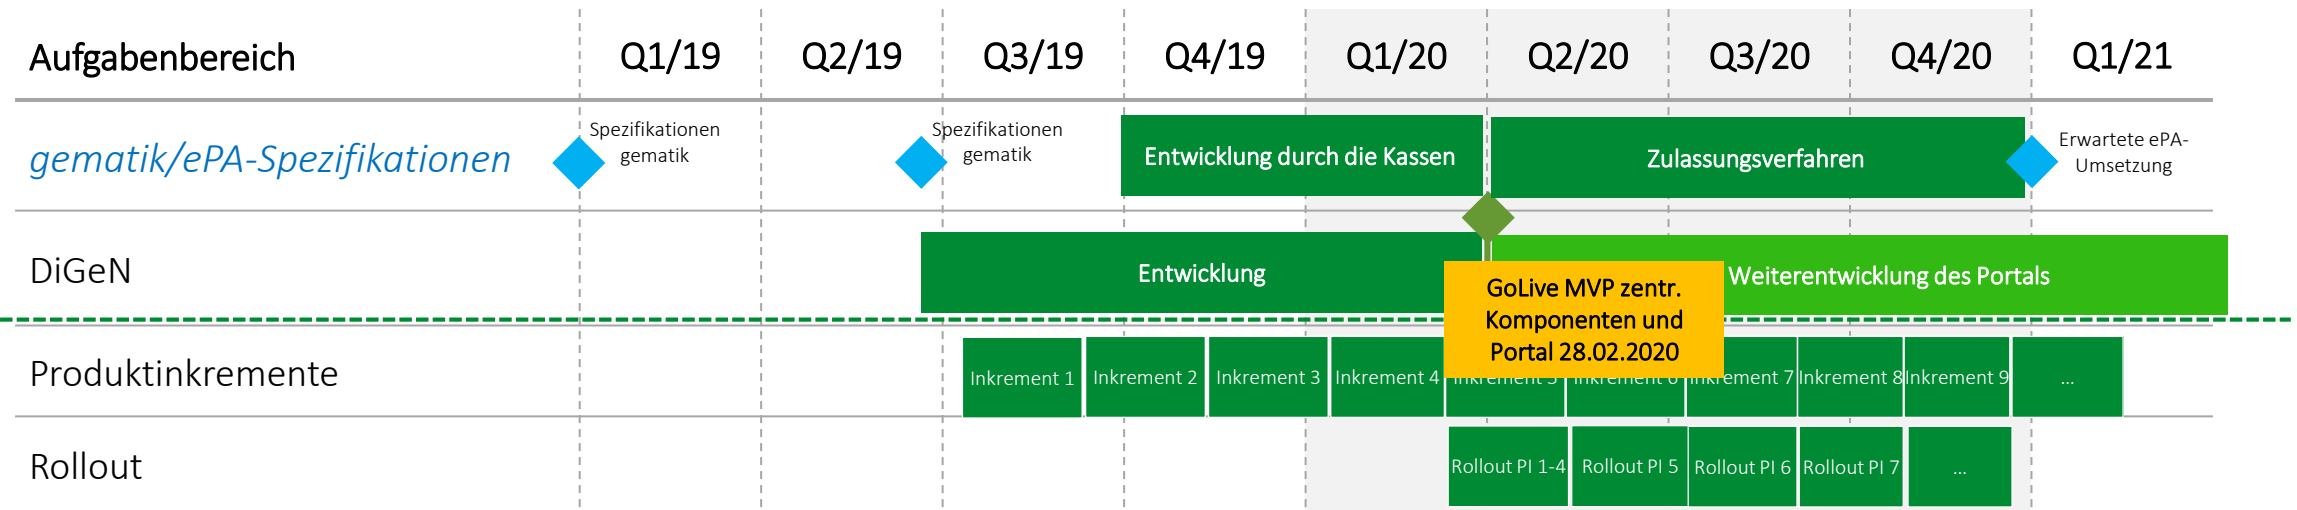 Aufgabenbereich Q1/19 Q2/19 Q3/19 Q4/19 Q1/20 Q2/20 Q3/20 Q4/20 Q1/21
gematik/ePA-Spezifikationen
Spezifikationen
gematik
Spezifikationen
gematik
Entwicklung durch die Kassen
Zulassungsverfahren
Erwartete ePA-
Umsetzung
DiGeN
Entwicklung
Weiterentwicklung des Portals
GoLive MVP zentr.
Komponenten und
Portal 28.02.2020
Produktinkremente
Inkrement 1
Inkrement 2
Inkrement 3
Inkrement 4
Inkrement 5
Inkrement 6
Inkrement 7
Inkrement 8
Inkrement 9
...
Rollout
Rollout PI 1-4
Rollout PI 5
Rollout PI 6
Rollout PI 7
...